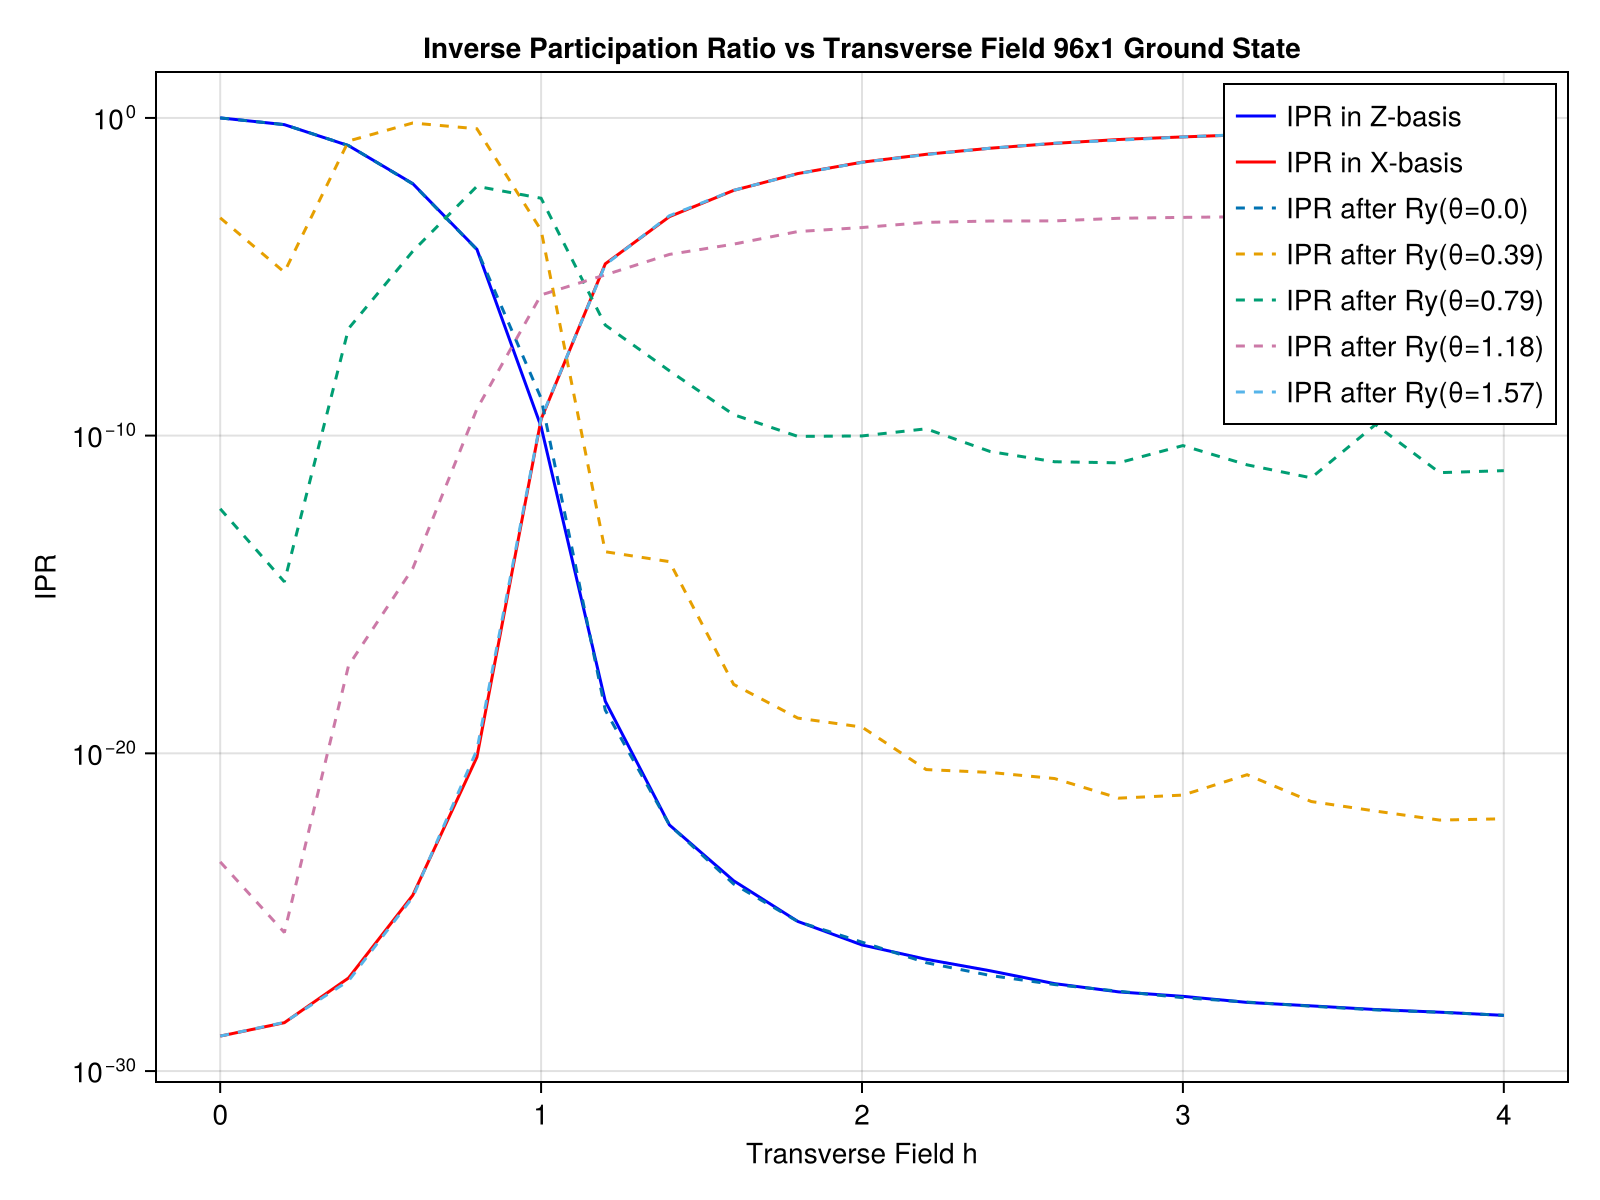 Inverse Participation Ratio vs Transverse Field 96x1 Ground State
IPR in Z-basis
IPR in X-basis
IPR after Ry(θ=0.0)
IPR after Ry(θ=0.39)
IPR after Ry(θ=0.79)
IPR after Ry(θ=1.18)
IPR after Ry(θ=1.57)
10⁰
10⁻¹⁰
10⁻²⁰
10⁻³⁰
IPR
0 1 2 3 4
Transverse Field h